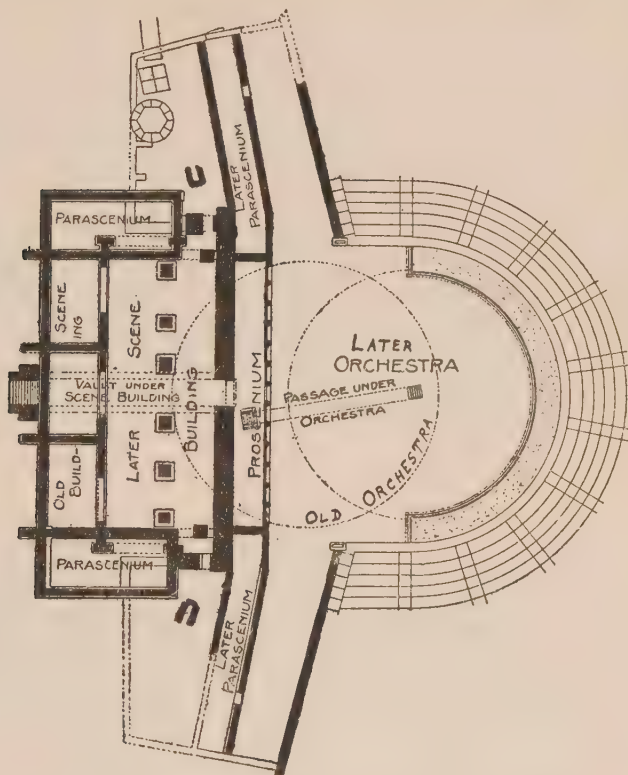 LATER
PARASCENIUM
PARASCENIUM
SCENE
ING
SCENE
LATER
BUILDING
VAULT UNDER
SCENE BUILDING
OLD
BUILD-
PROSCENIUM
LATER
ORCHESTRA
PASSAGE UNDER
ORCHESTRA
OLD ORCHESTRA
PARASCENIUM
LATER
PARASCENIUM